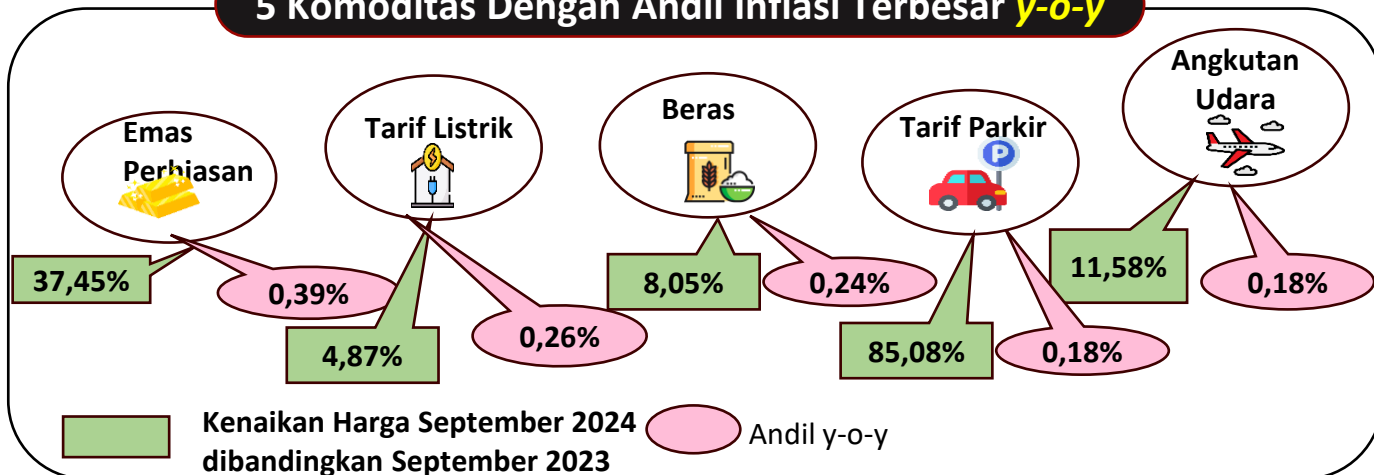 5 Komoditas Dengan Andil Inflasi Terbesar y-o-y
Emas
Perhiasan
37,45%
0,39%
Tarif Listrik
4,87%
0,26%
Beras
8,05%
0,24%
Tarif Parkir
P
85,08%
0,18%
Angkutan
Udara
11,58%
0,18%
Kenaikan Harga September 2024
dibandingkan September 2023
Andil y-o-y